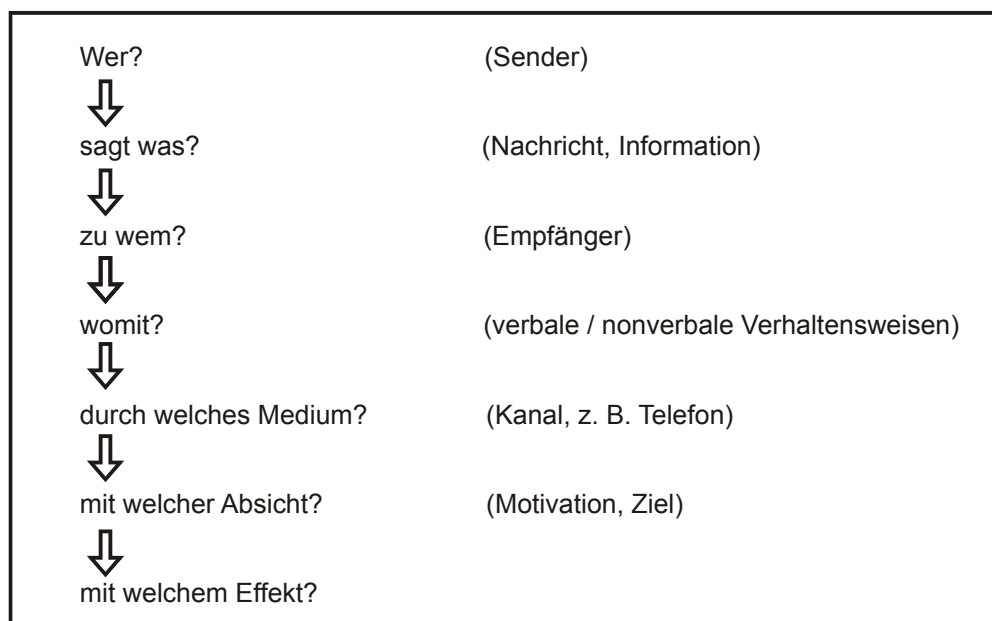 Wer? (Sender)
sagt was? (Nachricht, Information)
zu wem? (Empfänger)
womit? (verbale / nonverbale Verhaltensweisen)
durch welches Medium? (Kanal, z. B. Telefon)
mit welcher Absicht? (Motivation, Ziel)
mit welchem Effekt?